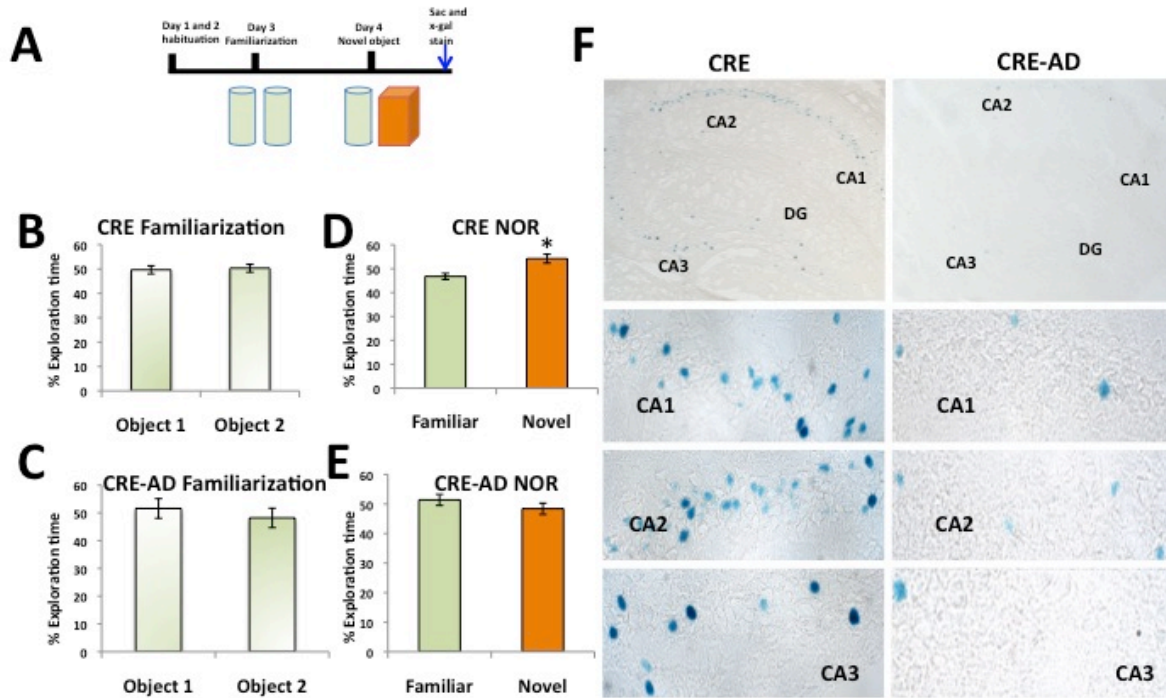 A
Day 1 and 2
habituation
Day 3
Familiarization
Day 4
Novel object
Sac and
x-gal
stain
B
CRE Familiarization
% Exploration time
60
50
40
30
20
10
0
Object 1
Object 2
D
CRE NOR
*
% Exploration time
60
50
40
30
20
10
0
Familiar
Novel
C
CRE-AD Familiarization
% Exploration time
60
50
40
30
20
10
0
Object 1
Object 2
E
CRE-AD NOR
% Exploration time
60
50
40
30
20
10
0
Familiar
Novel
F
CRE
CRE-AD
CA2
CA1
DG
CA3
CA2
CA1
DG
CA3
CA1
CA1
CA2
CA2
CA3
CA3